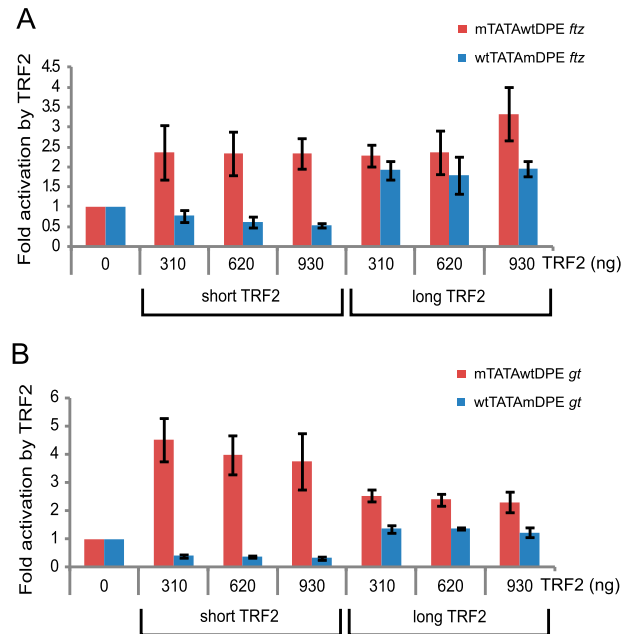 A
mTATAwtDPE ftz
wtTATAmDPE ftz
Fold activation by TRF2
4.5
4
3.5
3
2.5
2
1.5
1
0.5
0
0 310 620 930 310 620 930 TRF2 (ng)
short TRF2 long TRF2
B
mTATAwtDPE gt
wtTATAmDPE gt
Fold activation by TRF2
6
5
4
3
2
1
0
0 310 620 930 310 620 930 TRF2 (ng)
short TRF2 long TRF2